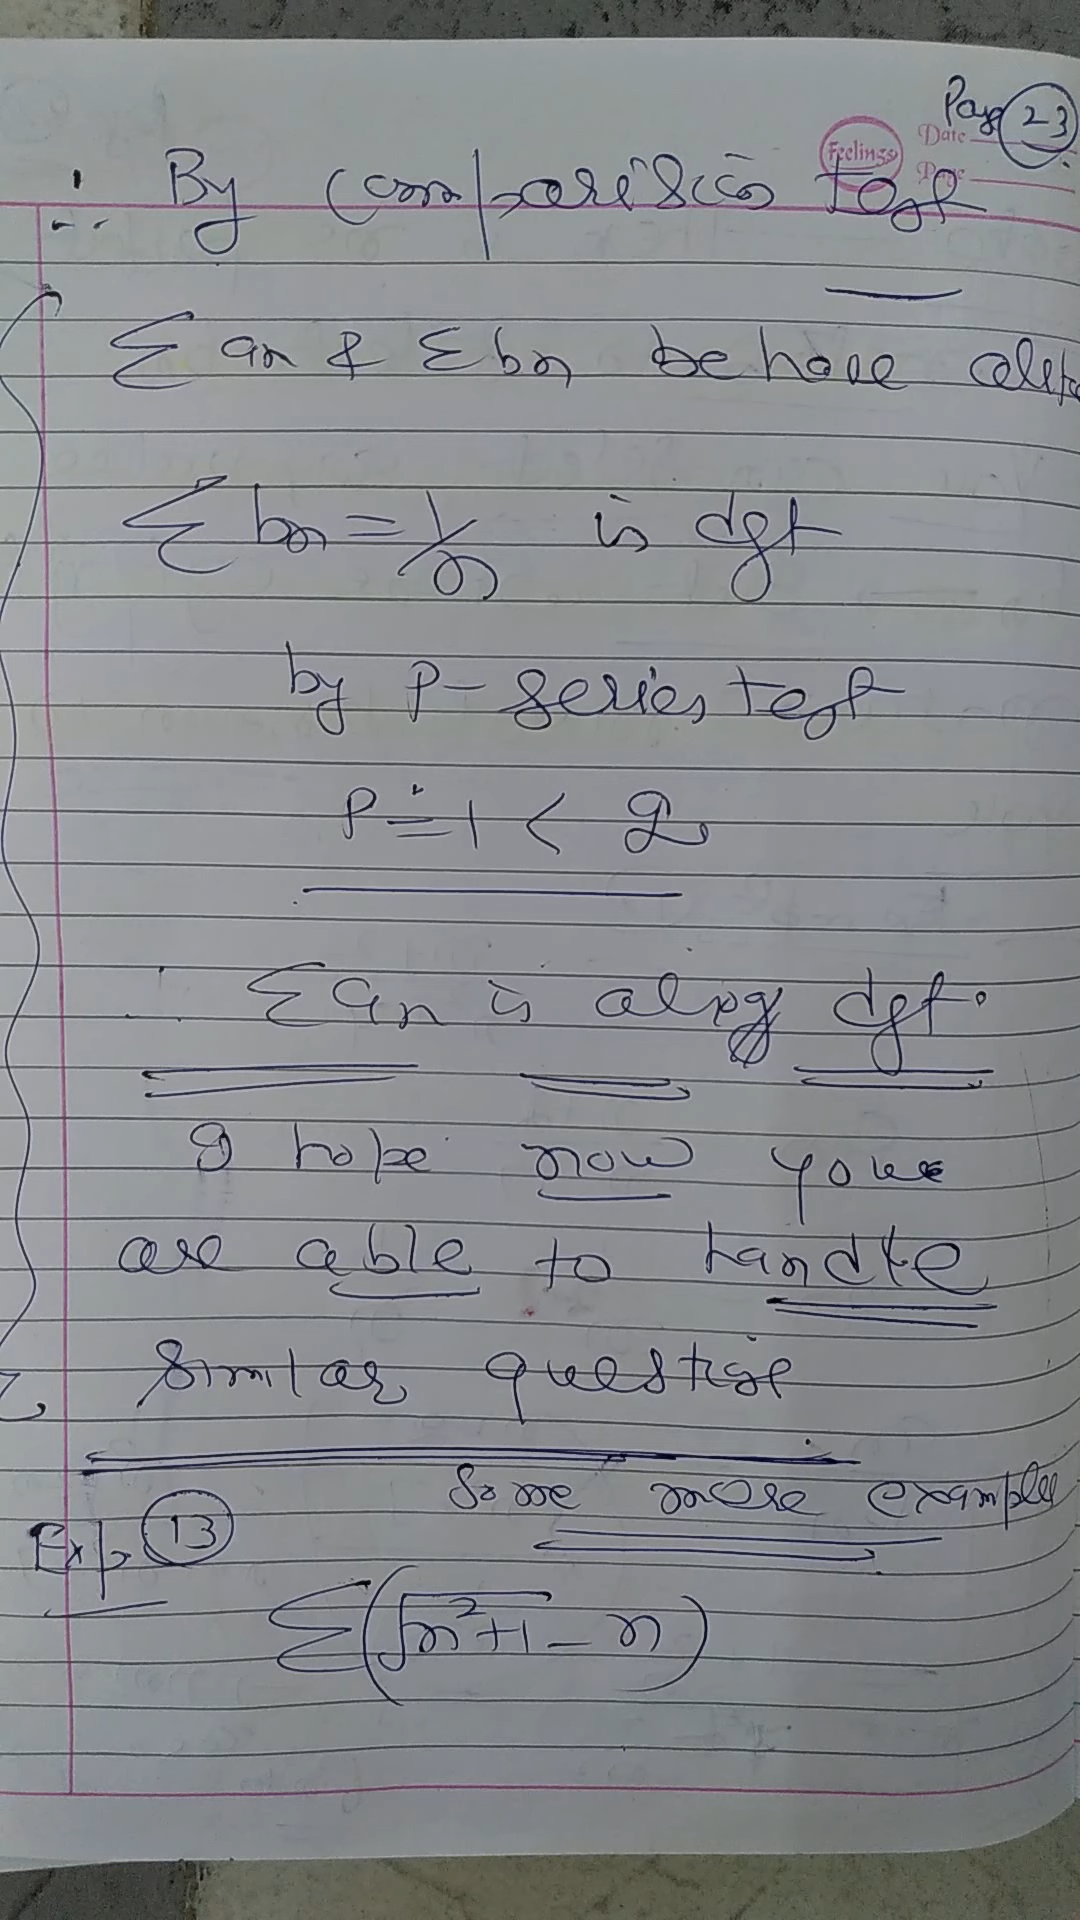 Page 23
Feelings
Date
Page
∴ By comparision test
Σ an & Σ bn behave
Σ bn = 1/n is dgt
by P-series test
P = 1 < 2
∴ Σ an is also dgt.
I hope now you
are able to handle
similar question
some more examples
Exp 13
Σ(√n²+1 - n)